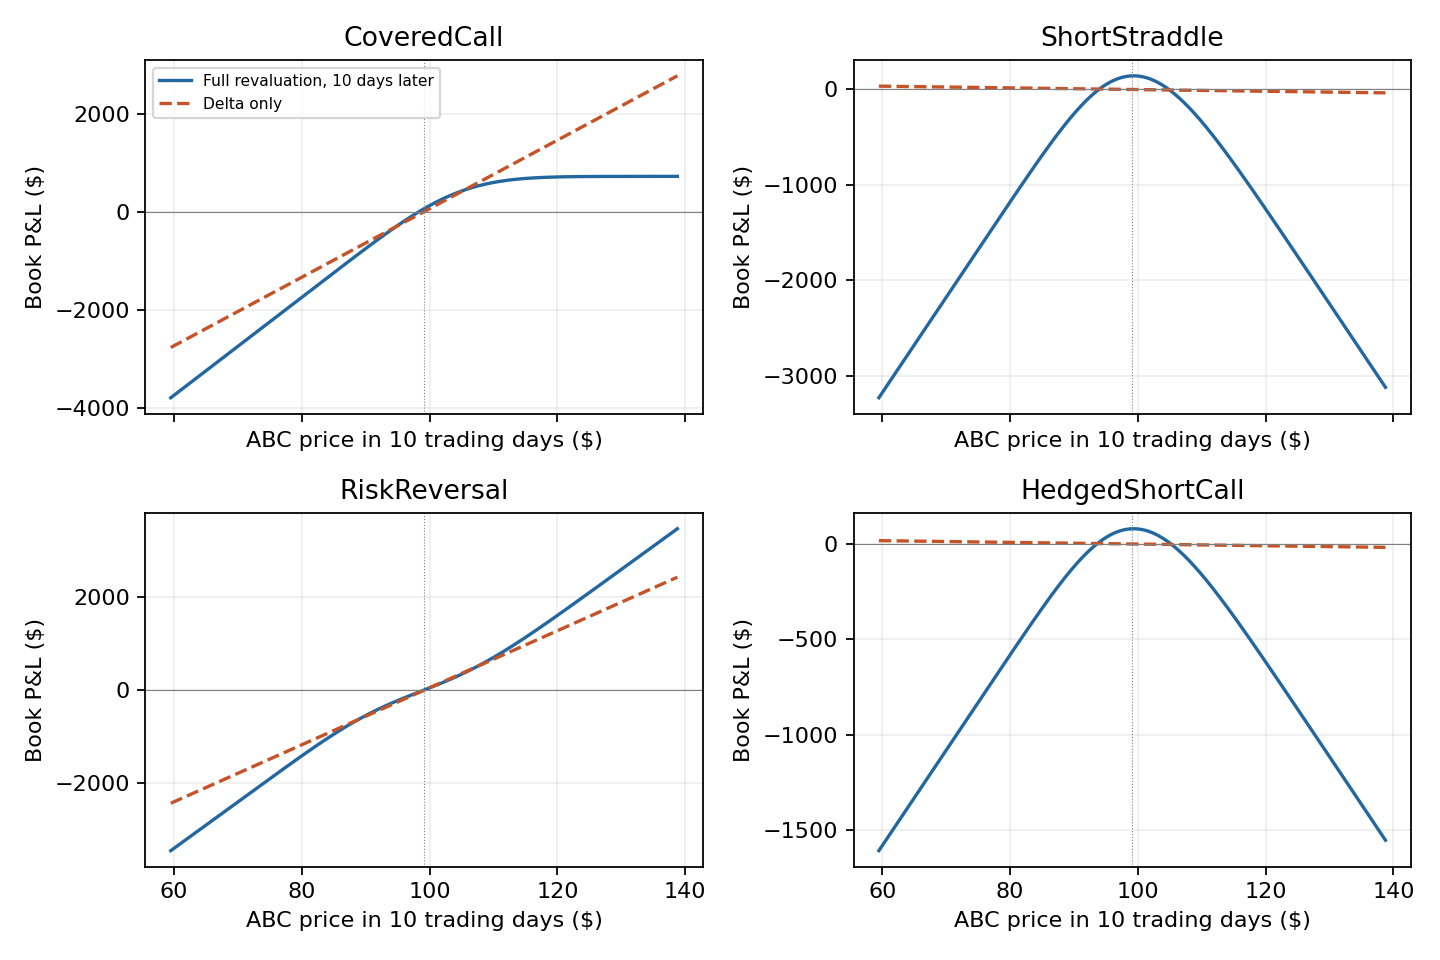 CoveredCall
Full revaluation, 10 days later
Delta only
2000
0
−2000
−4000
Book P&L ($)
ABC price in 10 trading days ($)
ShortStraddle
0
−1000
−2000
−3000
Book P&L ($)
ABC price in 10 trading days ($)
RiskReversal
2000
0
−2000
Book P&L ($)
60 80 100 120 140
ABC price in 10 trading days ($)
HedgedShortCall
0
−500
−1000
−1500
Book P&L ($)
60 80 100 120 140
ABC price in 10 trading days ($)